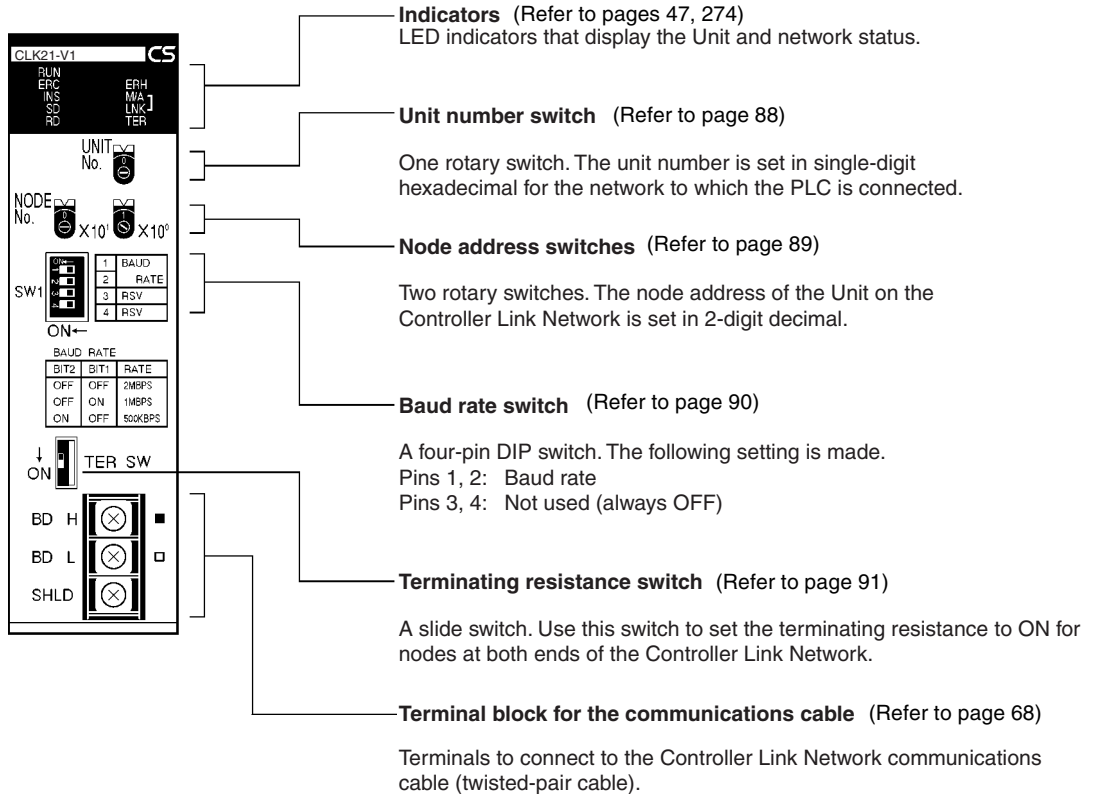 Indicators (Refer to pages 47, 274)
LED indicators that display the Unit and network status.
CLK21-V1 CS
RUN
ERC ERH
INS M/A
SD LNK
RD TER
UNIT
No.
0
Unit number switch (Refer to page 88)
One rotary switch. The unit number is set in single-digit
hexadecimal for the network to which the PLC is connected.
NODE
No.
0 X10¹ 1 X10⁰
Node address switches (Refer to page 89)
Two rotary switches. The node address of the Unit on the
Controller Link Network is set in 2-digit decimal.
SW1
ON←
1 2 3 4
1 BAUD
2 RATE
3 RSV
4 RSV
ON←
BAUD RATE
BIT2 BIT1 RATE
OFF OFF 2MBPS
OFF ON 1MBPS
ON OFF 500KBPS
Baud rate switch (Refer to page 90)
A four-pin DIP switch. The following setting is made.
Pins 1, 2: Baud rate
Pins 3, 4: Not used (always OFF)
↓
ON TER SW
BD H
BD L
SHLD
Terminating resistance switch (Refer to page 91)
A slide switch. Use this switch to set the terminating resistance to ON for
nodes at both ends of the Controller Link Network.
Terminal block for the communications cable (Refer to page 68)
Terminals to connect to the Controller Link Network communications
cable (twisted-pair cable).